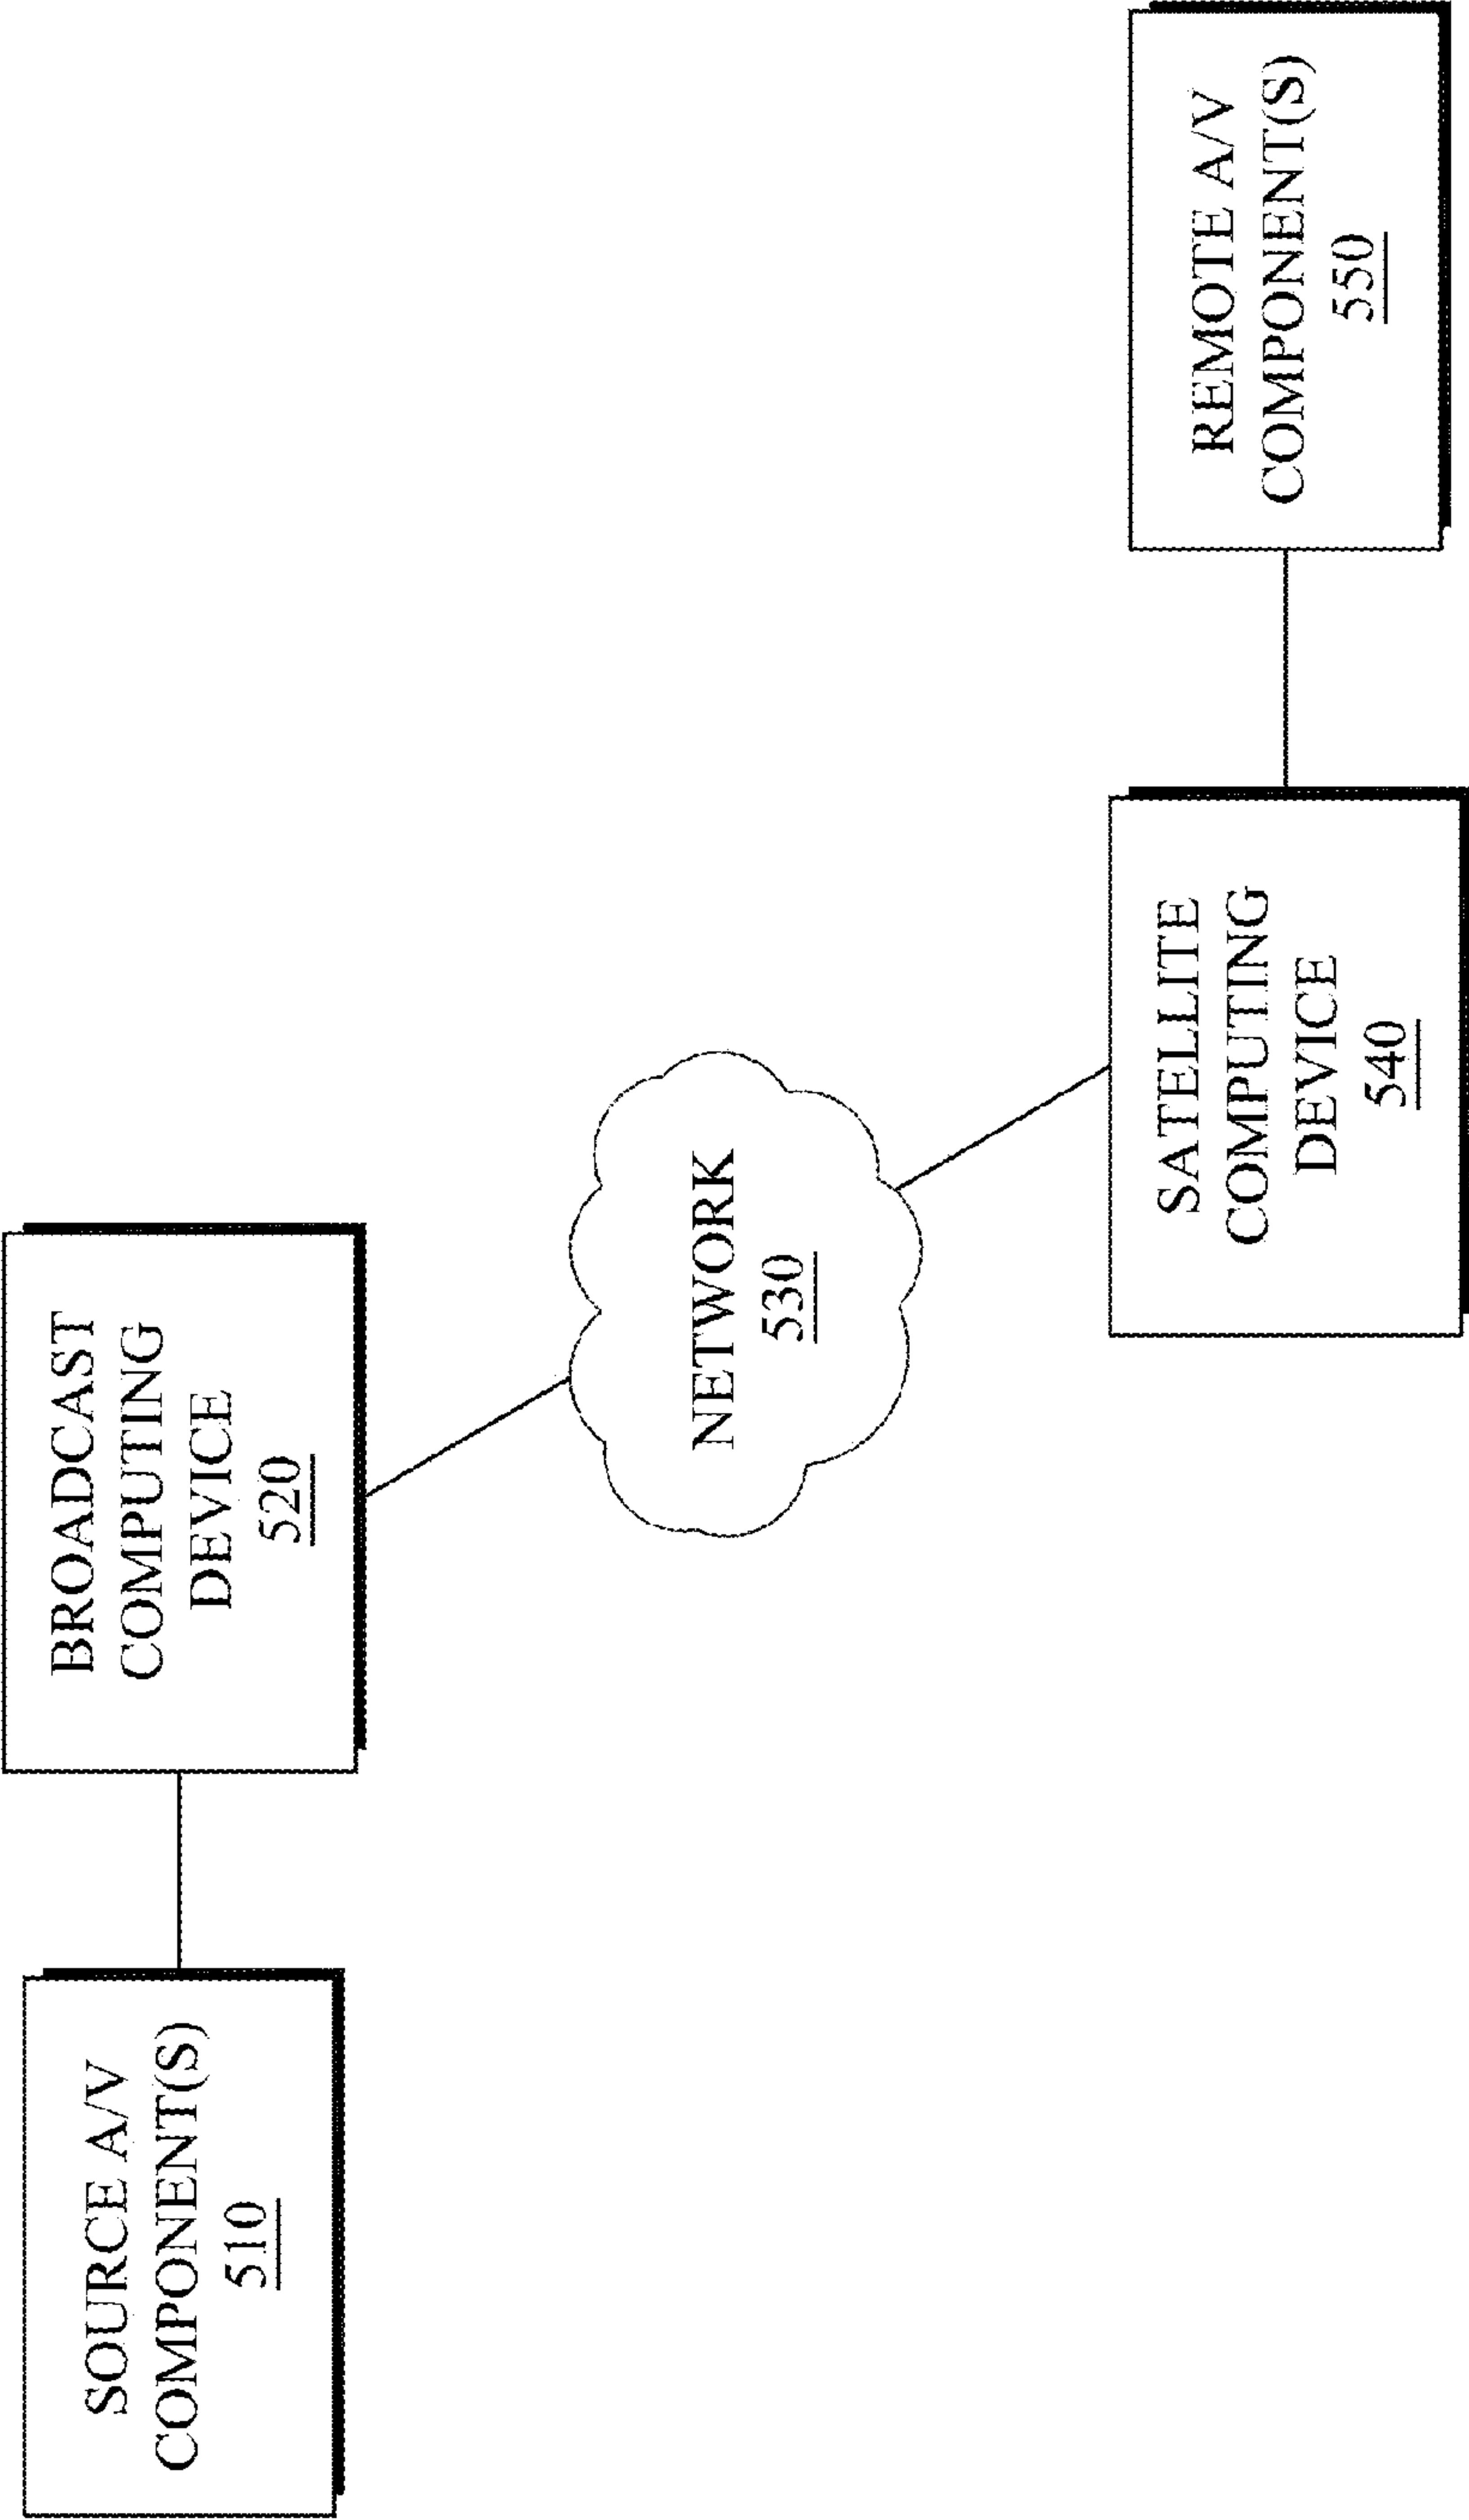 SOURCE A/V
COMPONENT(S)
510
BROADCAST
COMPUTING
DEVICE
520
NETWORK
530
SATELLITE
COMPUTING
DEVICE
540
REMOTE A/V
COMPONENT(S)
550